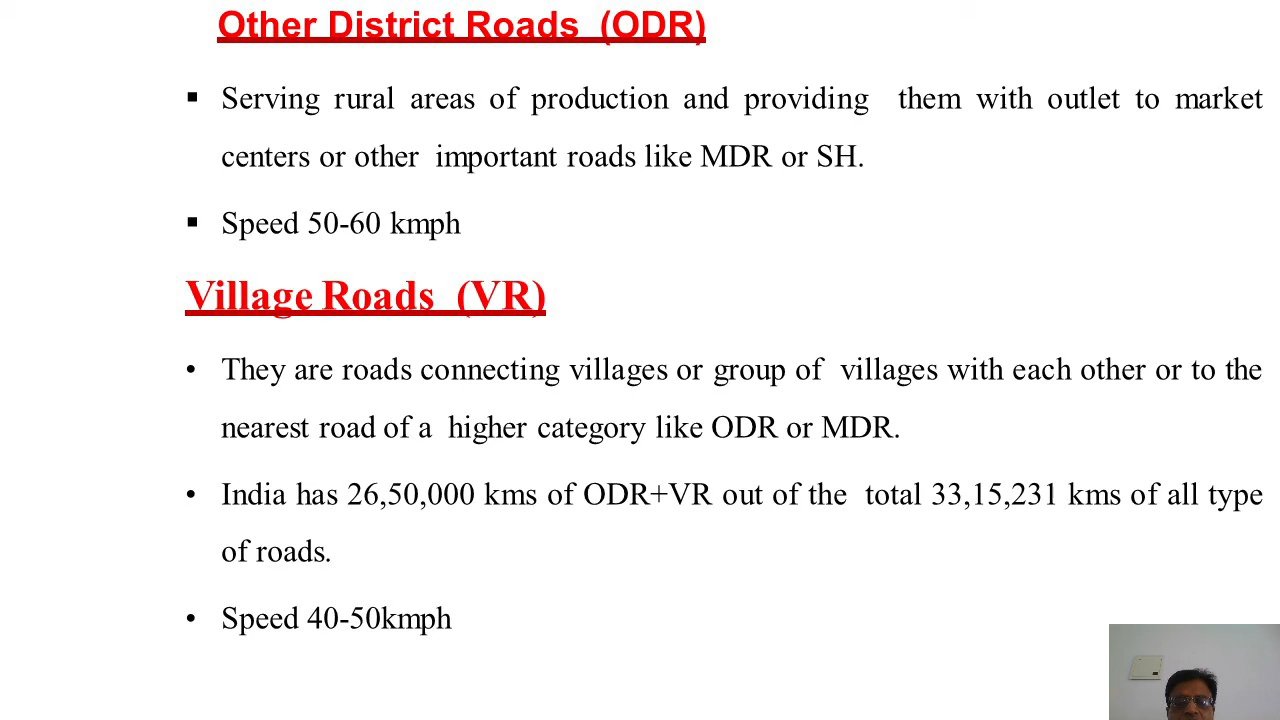 Other District Roads (ODR)
▪ Serving rural areas of production and providing them with outlet to market
centers or other important roads like MDR or SH.
▪ Speed 50-60 kmph
Village Roads (VR)
• They are roads connecting villages or group of villages with each other or to the
nearest road of a higher category like ODR or MDR.
• India has 26,50,000 kms of ODR+VR out of the total 33,15,231 kms of all type
of roads.
• Speed 40-50kmph